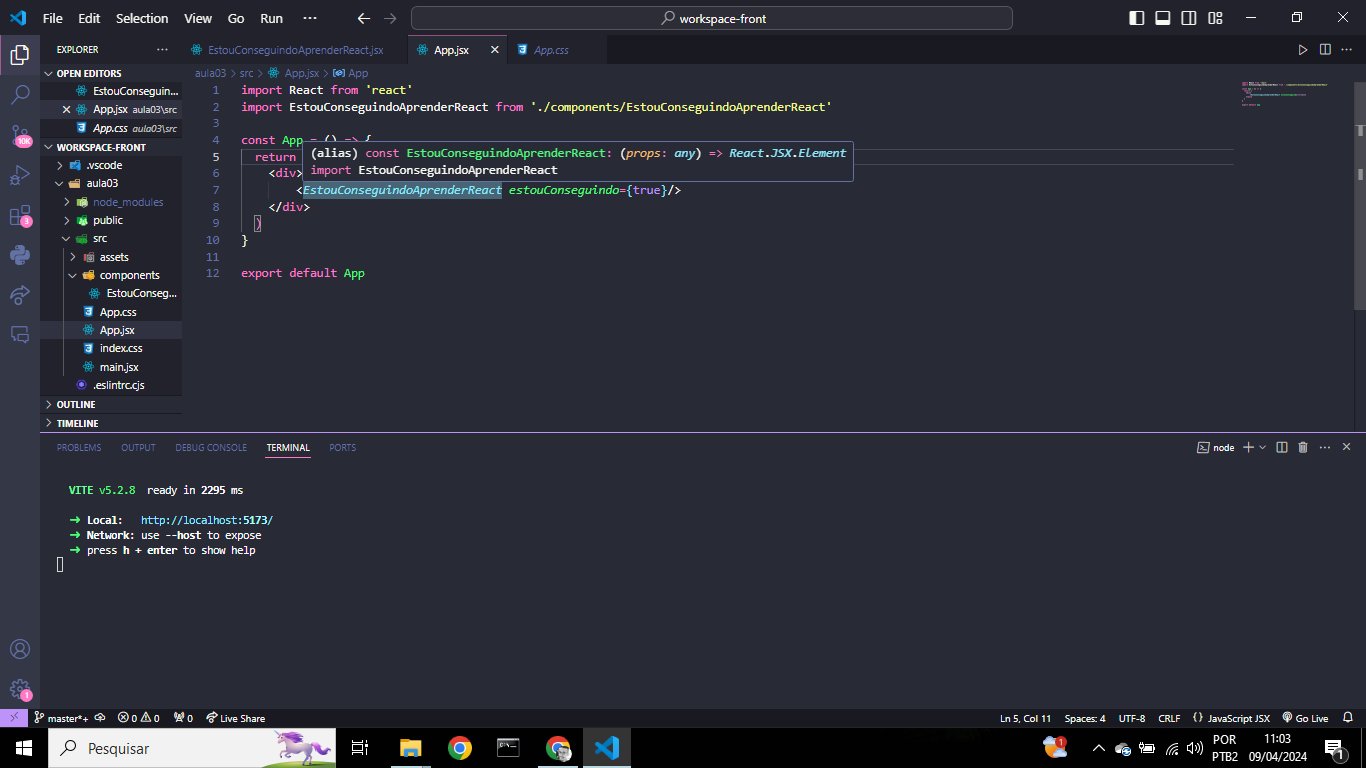 File Edit Selection View Go Run ··· workspace-front
EXPLORER ···
OPEN EDITORS
EstouConseguin...
App.jsx aula03\src
App.css aula03\src
WORKSPACE-FRONT
.vscode
aula03
node_modules
public
src
assets
components
EstouConseg...
App.css
App.jsx
index.css
main.jsx
.eslintrc.cjs
OUTLINE
TIMELINE
10K
3
1
EstouConseguindoAprenderReact.jsx App.jsx App.css
aula03 > src > App.jsx > App
1 import React from 'react'
2 import EstouConseguindoAprenderReact from './components/EstouConseguindoAprenderReact'
3
4 const App = () => {
5 return
(alias) const EstouConseguindoAprenderReact: (props: any) => React.JSX.Element
import EstouConseguindoAprenderReact
6 <div>
7 <EstouConseguindoAprenderReact estouConseguindo={true}/>
8 </div>
9 )
10 }
11
12 export default App
PROBLEMS OUTPUT DEBUG CONSOLE TERMINAL PORTS
node
VITE v5.2.8 ready in 2295 ms
➜ Local: http://localhost:5173/
➜ Network: use --host to expose
➜ press h + enter to show help
master*+ 0 0 0 Live Share
Ln 5, Col 11 Spaces: 4 UTF-8 CRLF {} JavaScript JSX Go Live
Pesquisar
1
POR
PTB2
11:03
09/04/2024
1